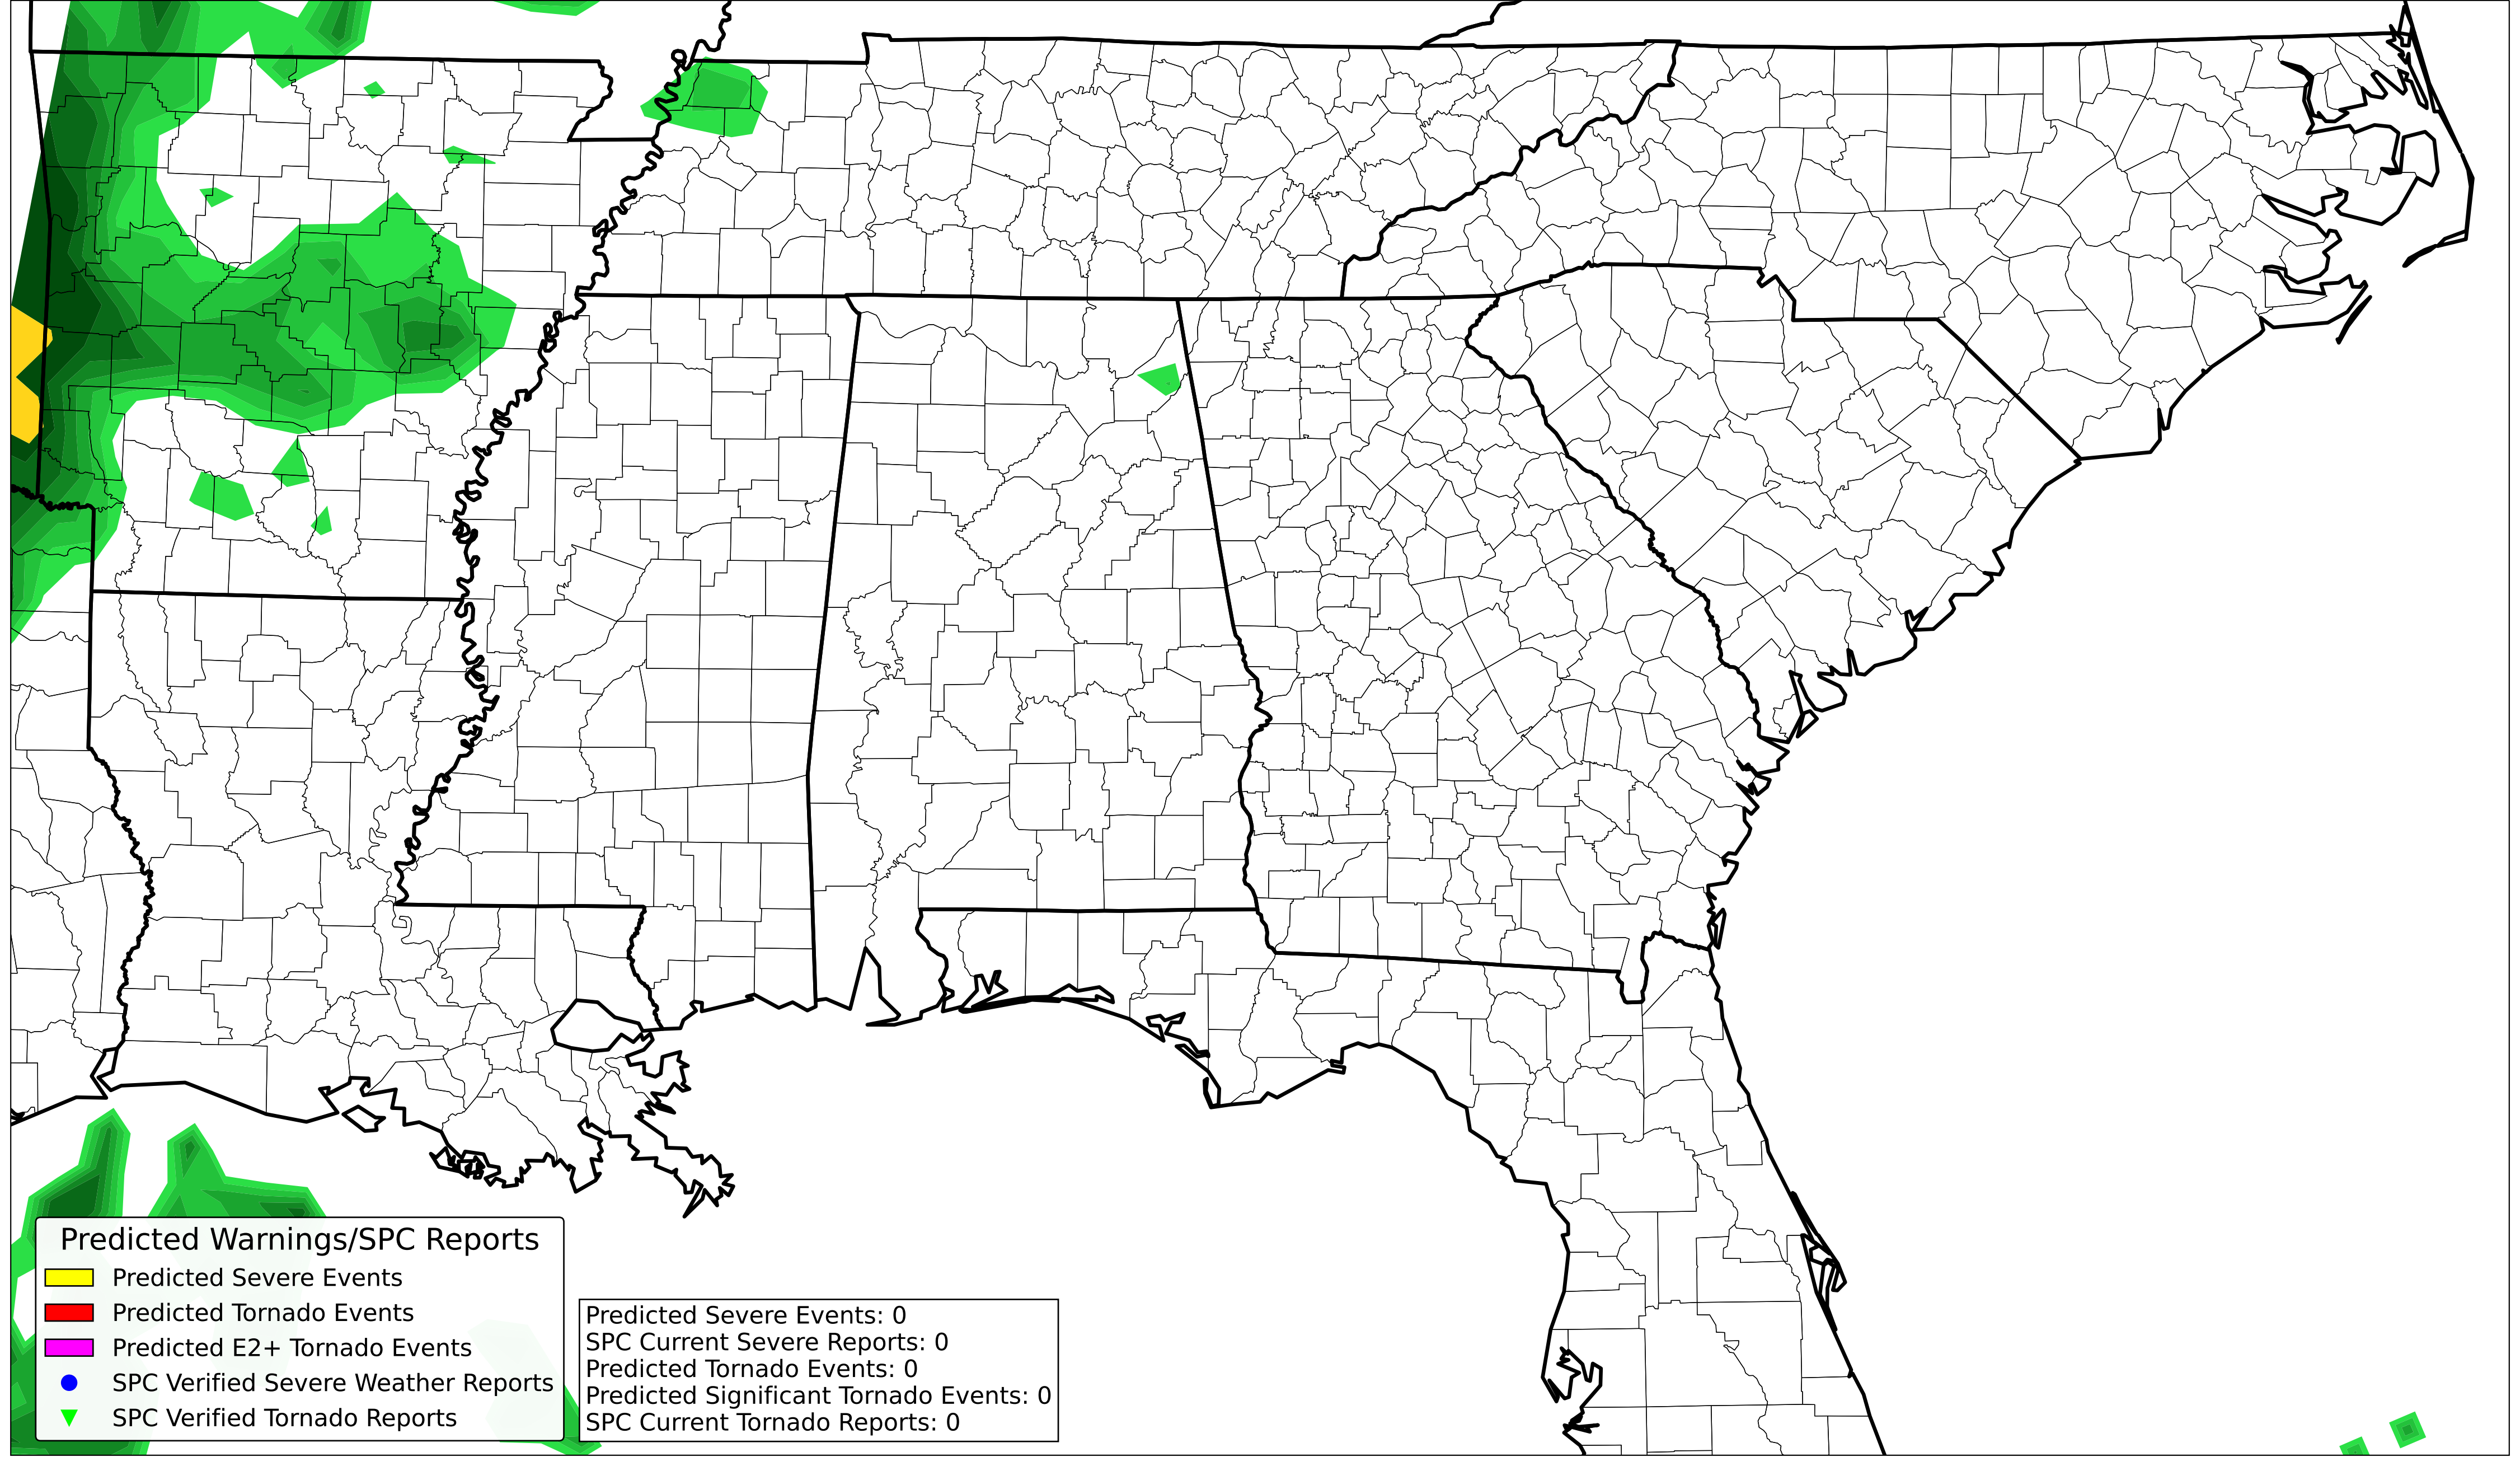 Predicted Warnings/SPC Reports
Predicted Severe Events
Predicted Tornado Events
Predicted E2+ Tornado Events
SPC Verified Severe Weather Reports
SPC Verified Tornado Reports
Predicted Severe Events: 0
SPC Current Severe Reports: 0
Predicted Tornado Events: 0
Predicted Significant Tornado Events: 0
SPC Current Tornado Reports: 0